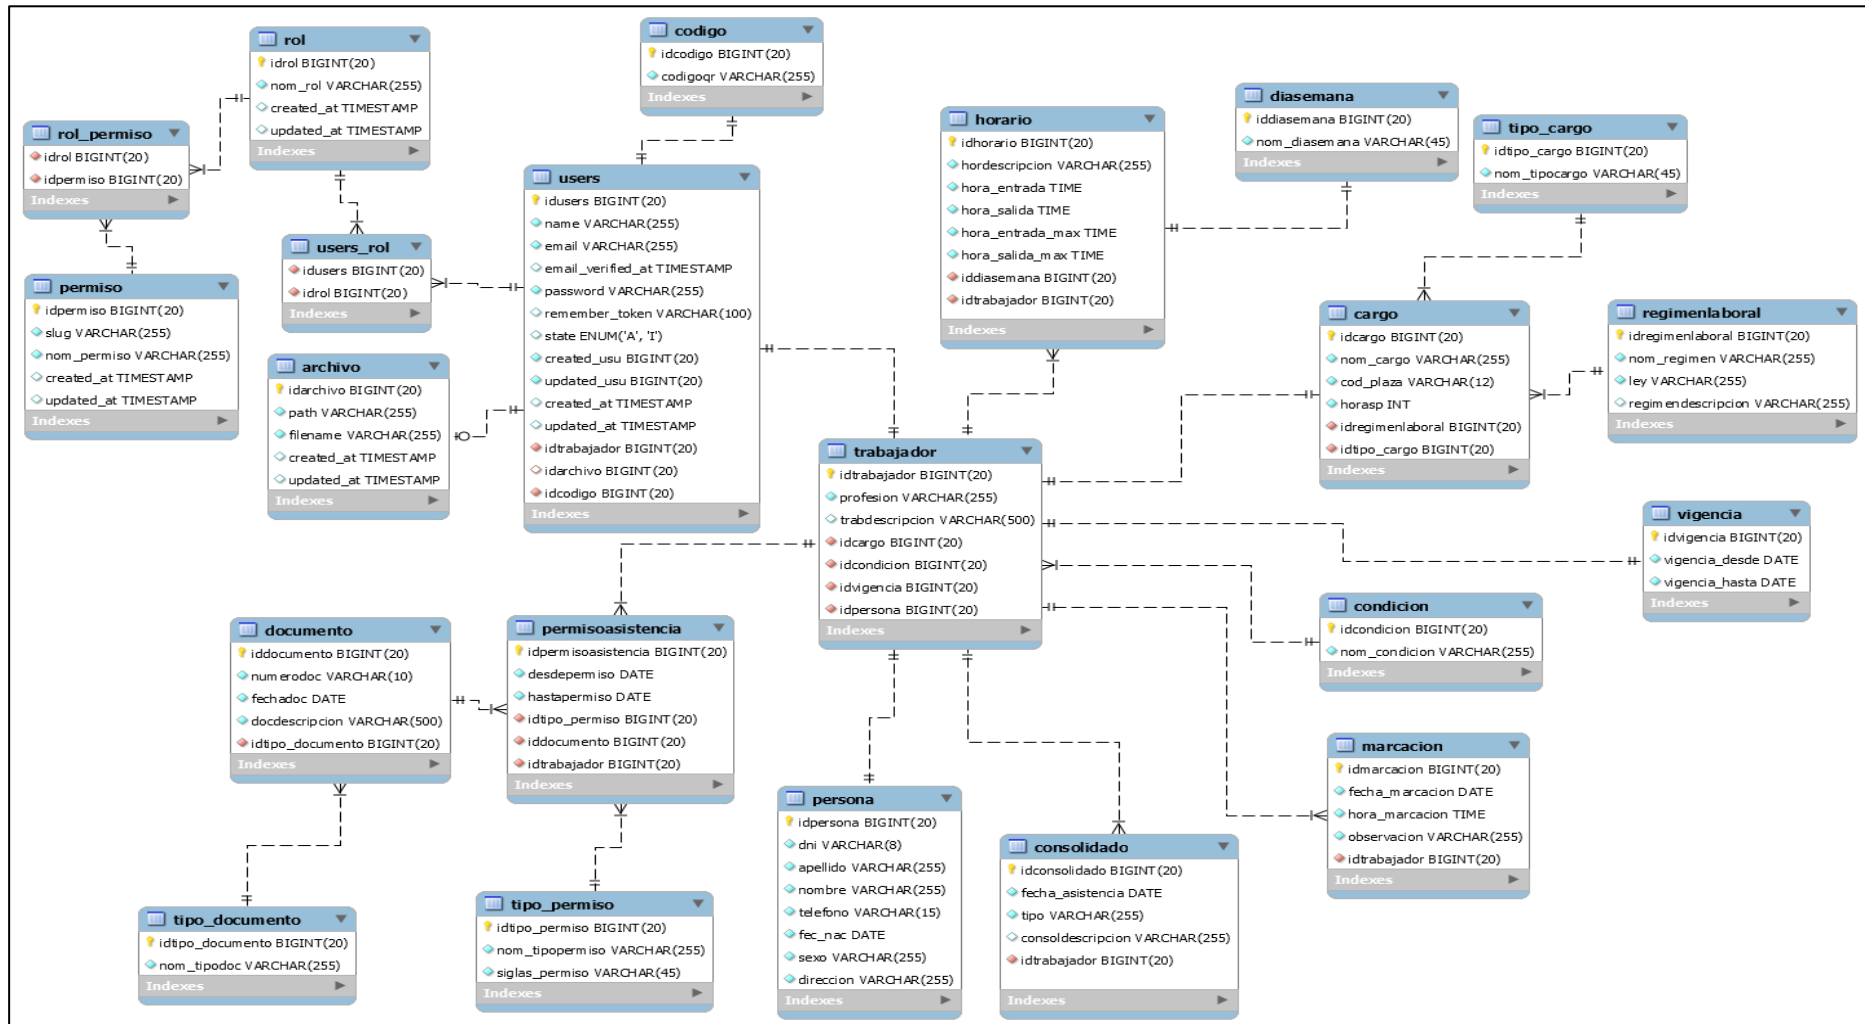 rol
idrol BIGINT(20)
nom_rol VARCHAR(255)
created_at TIMESTAMP
updated_at TIMESTAMP
Indexes
codigo
idcodigo BIGINT(20)
codigoqr VARCHAR(255)
Indexes
rol_permiso
idrol BIGINT(20)
idpermiso BIGINT(20)
Indexes
users_rol
idusers BIGINT(20)
idrol BIGINT(20)
Indexes
permiso
idpermiso BIGINT(20)
slug VARCHAR(255)
nom_permiso VARCHAR(255)
created_at TIMESTAMP
updated_at TIMESTAMP
Indexes
archivo
idarchivo BIGINT(20)
path VARCHAR(255)
filename VARCHAR(255)
created_at TIMESTAMP
updated_at TIMESTAMP
Indexes
users
idusers BIGINT(20)
name VARCHAR(255)
email VARCHAR(255)
email_verified_at TIMESTAMP
password VARCHAR(255)
remember_token VARCHAR(100)
state ENUM('A', 'I')
created_usu BIGINT(20)
updated_usu BIGINT(20)
created_at TIMESTAMP
updated_at TIMESTAMP
idtrabajador BIGINT(20)
idarchivo BIGINT(20)
idcodigo BIGINT(20)
Indexes
horario
idhorario BIGINT(20)
hordescripcion VARCHAR(255)
hora_entrada TIME
hora_salida TIME
hora_entrada_max TIME
hora_salida_max TIME
iddiasemana BIGINT(20)
idtrabajador BIGINT(20)
Indexes
diasemana
iddiasemana BIGINT(20)
nom_diasemana VARCHAR(45)
Indexes
tipo_cargo
idtipo_cargo BIGINT(20)
nom_tipocargo VARCHAR(45)
Indexes
cargo
idcargo BIGINT(20)
nom_cargo VARCHAR(255)
cod_plaza VARCHAR(12)
horasp INT
idregimenlaboral BIGINT(20)
idtipo_cargo BIGINT(20)
Indexes
regimenlaboral
idregimenlaboral BIGINT(20)
nom_regimen VARCHAR(255)
ley VARCHAR(255)
regimendescripcion VARCHAR(255)
Indexes
trabajador
idtrabajador BIGINT(20)
profesion VARCHAR(255)
trabdescripcion VARCHAR(500)
idcargo BIGINT(20)
idcondicion BIGINT(20)
idvigencia BIGINT(20)
idpersona BIGINT(20)
Indexes
vigencia
idvigencia BIGINT(20)
vigencia_desde DATE
vigencia_hasta DATE
Indexes
condicion
idcondicion BIGINT(20)
nom_condicion VARCHAR(255)
Indexes
documento
iddocumento BIGINT(20)
numerodoc VARCHAR(10)
fechadoc DATE
docdescripcion VARCHAR(500)
idtipo_documento BIGINT(20)
Indexes
permisoasistencia
idpermisoasistencia BIGINT(20)
desdepermiso DATE
hastapermiso DATE
idtipo_permiso BIGINT(20)
iddocumento BIGINT(20)
idtrabajador BIGINT(20)
Indexes
marcacion
idmarcacion BIGINT(20)
fecha_marcacion DATE
hora_marcacion TIME
observacion VARCHAR(255)
idtrabajador BIGINT(20)
Indexes
persona
idpersona BIGINT(20)
dni VARCHAR(8)
apellido VARCHAR(255)
nombre VARCHAR(255)
telefono VARCHAR(15)
fec_nac DATE
sexo VARCHAR(255)
direccion VARCHAR(255)
Indexes
consolidado
idconsolidado BIGINT(20)
fecha_asistencia DATE
tipo VARCHAR(255)
consoldescripcion VARCHAR(255)
idtrabajador BIGINT(20)
Indexes
tipo_documento
idtipo_documento BIGINT(20)
nom_tipodoc VARCHAR(255)
Indexes
tipo_permiso
idtipo_permiso BIGINT(20)
nom_tipopermiso VARCHAR(255)
siglas_permiso VARCHAR(45)
Indexes